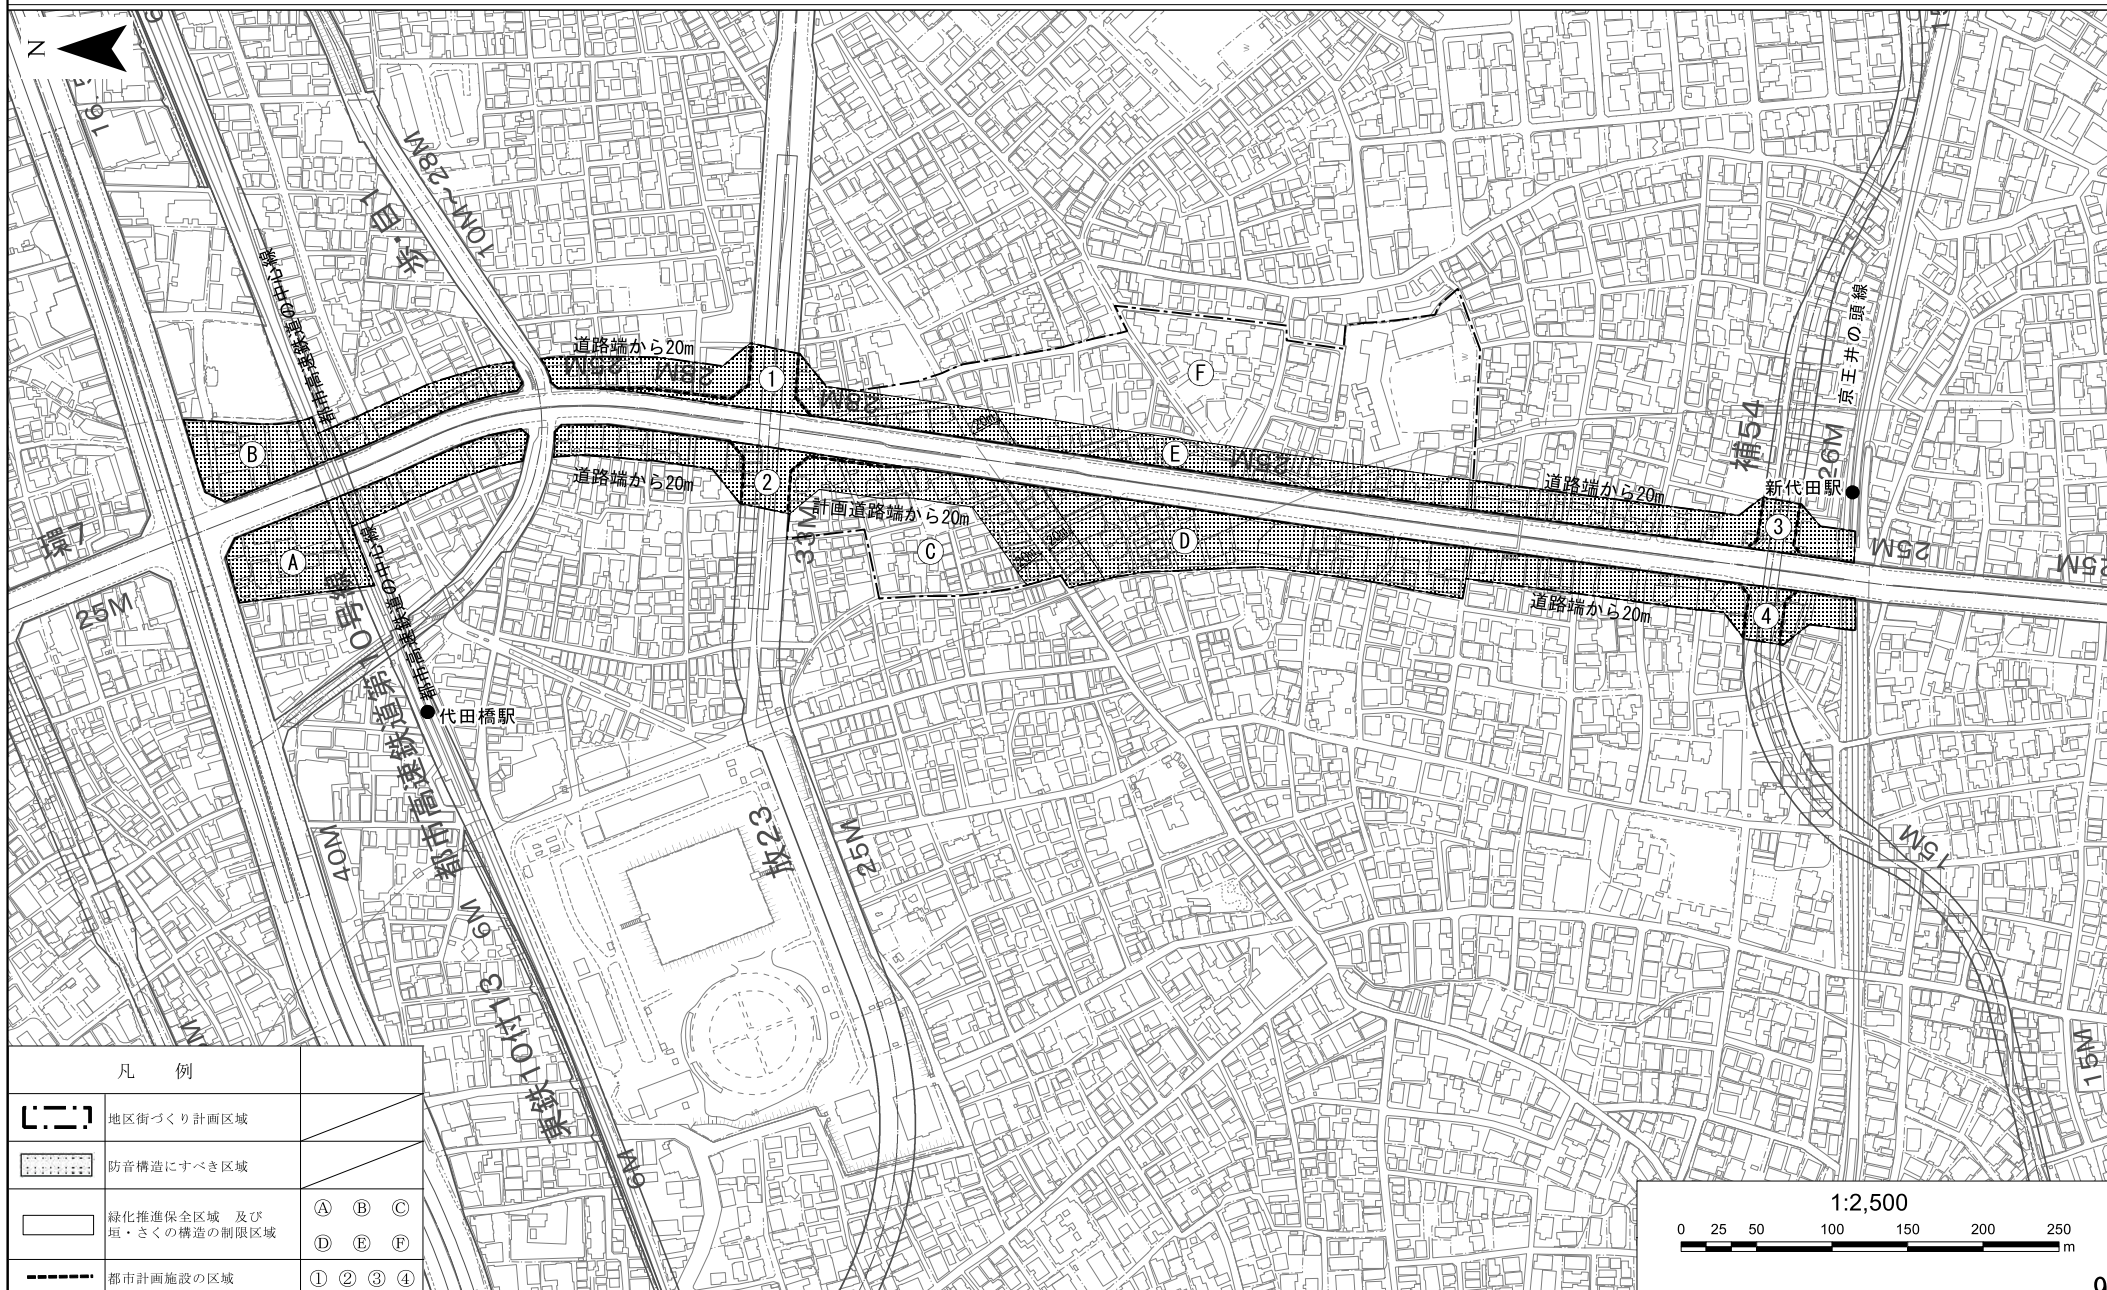 N
16.5
歩.自1
10M~28M
都市高速鉄道の中心線
道路端から20m
25M
28M
①
28M
Ⓕ
20m
京王井の頭線
補54
26M
Ⓑ
Ⓔ
25M
道路端から20m
②
道路端から20m
新代田駅
計画道路端から20m
③
環7
33M
Ⓒ
Ⓓ
20m
20m
25M
25M
Ⓐ
25M
道路端から20m
④
都市高速鉄道の中心線
都市高速鉄道第10号線
代田橋駅
40M
放23
25M
15M
9M
東鉄10付13
15M
9M
凡 例
地区街づくり計画区域
防音構造にすべき区域
緑化推進保全区域 及び
垣・さくの構造の制限区域
Ⓐ Ⓑ Ⓒ
Ⓓ Ⓔ Ⓕ
都市計画施設の区域
① ② ③ ④
1:2,500
0 25 50 100 150 200 250
m